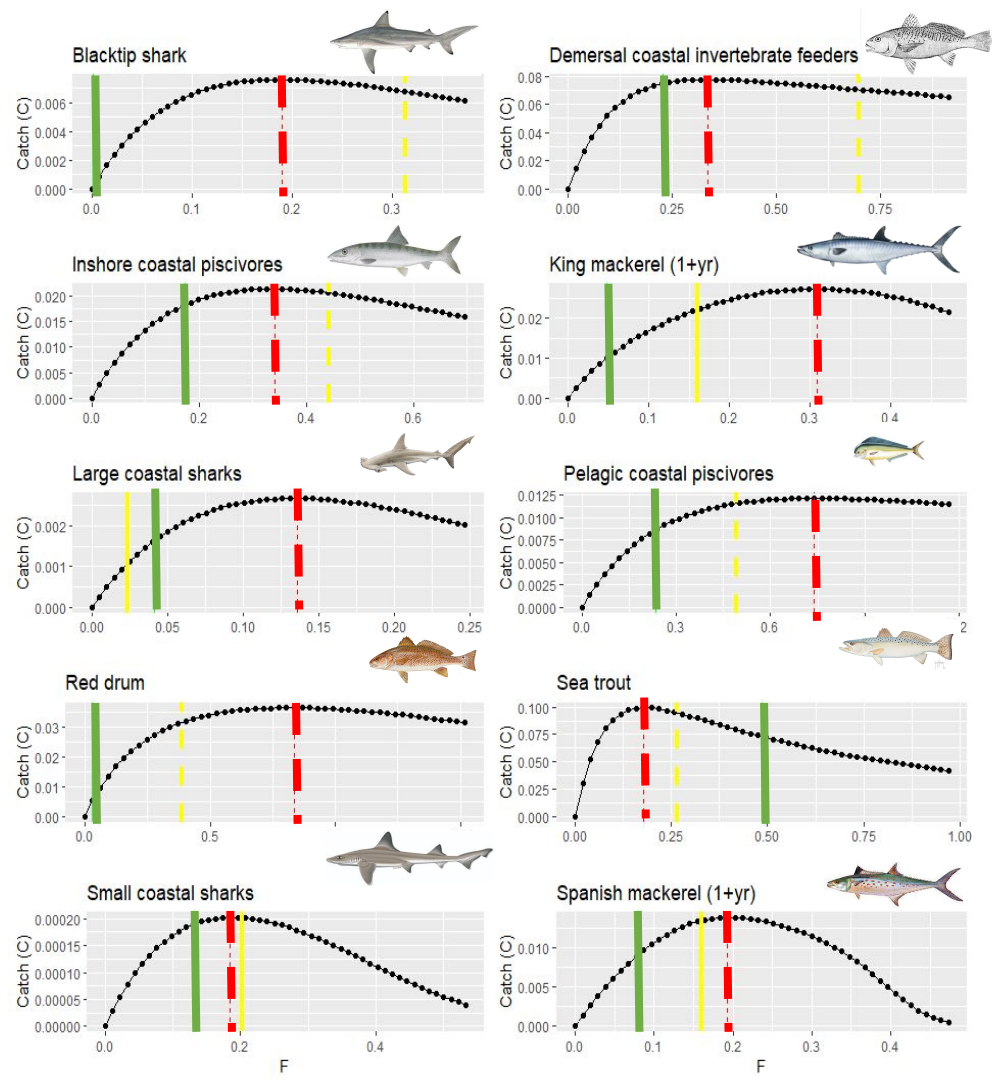 Blacktip shark
Catch (C)
0.006
0.004
0.002
0.000
0.0 0.1 0.2 0.3
Demersal coastal invertebrate feeders
Catch (C)
0.08
0.06
0.04
0.02
0.00
0.00 0.25 0.50 0.75
Inshore coastal piscivores
Catch (C)
0.020
0.015
0.010
0.005
0.000
0.0 0.2 0.4 0.6
King mackerel (1+yr)
Catch (C)
0.02
0.01
0.00
0.0 0.1 0.2 0.3 0.4
Large coastal sharks
Catch (C)
0.002
0.001
0.000
0.00 0.05 0.10 0.15 0.20 0.25
Pelagic coastal piscivores
Catch (C)
0.0125
0.0100
0.0075
0.0050
0.0025
0.0000
0.0 0.3 0.6 2
Red drum
Catch (C)
0.03
0.02
0.01
0.00
0.0 0.5
Sea trout
Catch (C)
0.100
0.075
0.050
0.025
0.000
0.00 0.25 0.50 0.75 1.00
Small coastal sharks
Catch (C)
0.00020
0.00015
0.00010
0.00005
0.00000
0.0 0.2 0.4
F
Spanish mackerel (1+yr)
Catch (C)
0.010
0.005
0.000
0.0 0.1 0.2 0.3 0.4
F